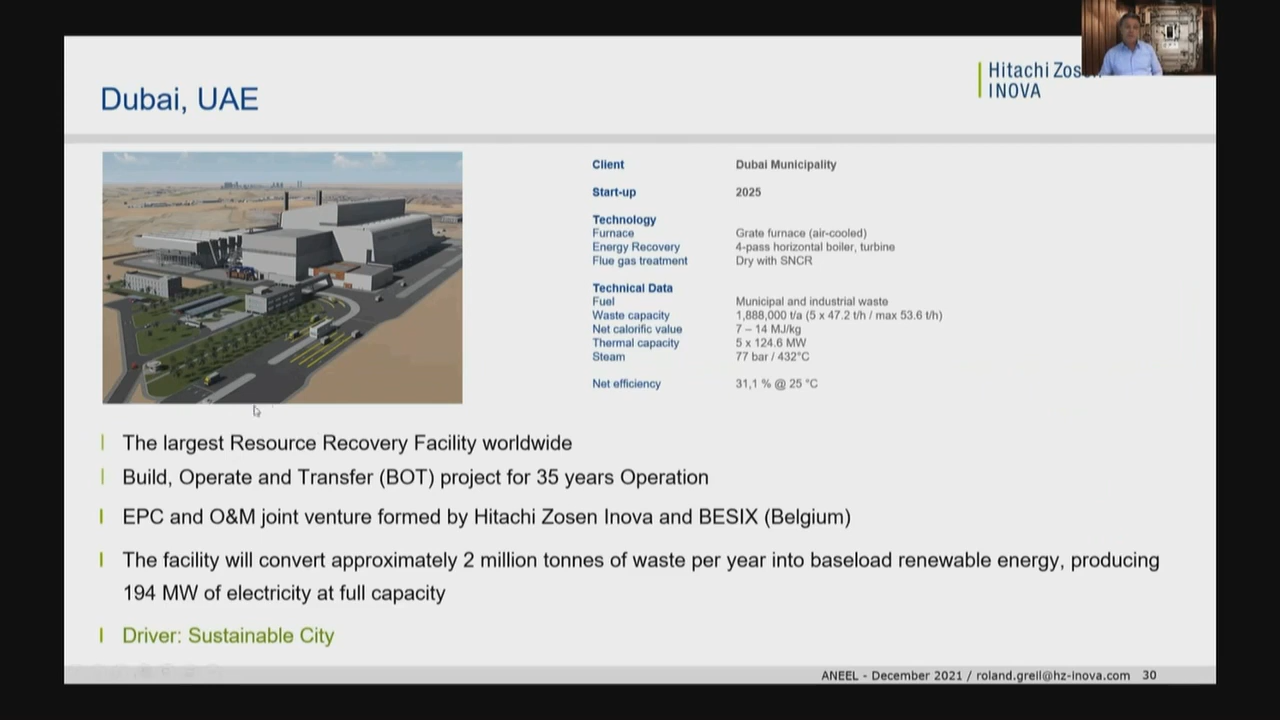 Dubai, UAE
Hitachi Zos
INOVA
Client Dubai Municipality
Start-up 2025
Technology
Furnace Grate furnace (air-cooled)
Energy Recovery 4-pass horizontal boiler, turbine
Flue gas treatment Dry with SNCR
Technical Data
Fuel Municipal and industrial waste
Waste capacity 1,888,000 t/a (5 x 47.2 t/h / max 53.6 t/h)
Net calorific value 7 – 14 MJ/kg
Thermal capacity 5 x 124.6 MW
Steam 77 bar / 432°C
Net efficiency 31,1 % @ 25 °C
The largest Resource Recovery Facility worldwide
Build, Operate and Transfer (BOT) project for 35 years Operation
EPC and O&M joint venture formed by Hitachi Zosen Inova and BESIX (Belgium)
The facility will convert approximately 2 million tonnes of waste per year into baseload renewable energy, producing
194 MW of electricity at full capacity
Driver: Sustainable City
ANEEL - December 2021 / roland.greil@hz-inova.com 30